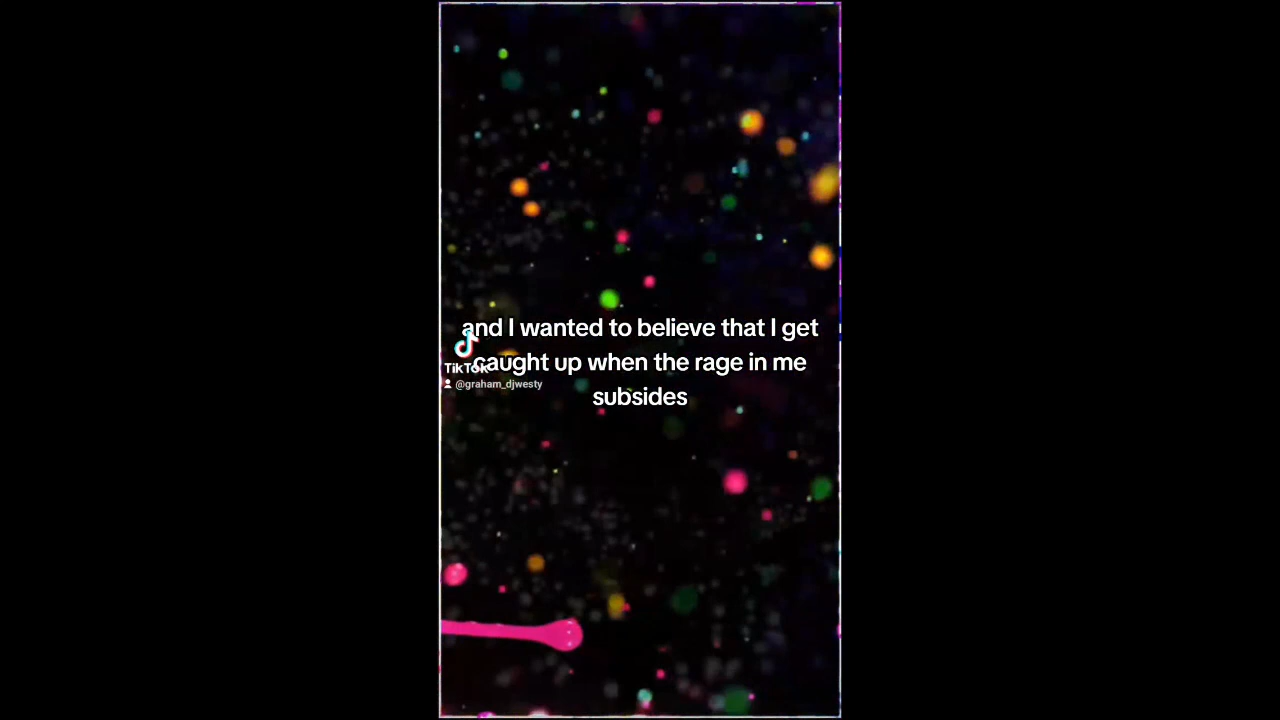 and I wanted to believe that I get
caught up when the rage in me
subsides
TikTok
@graham_djwesty